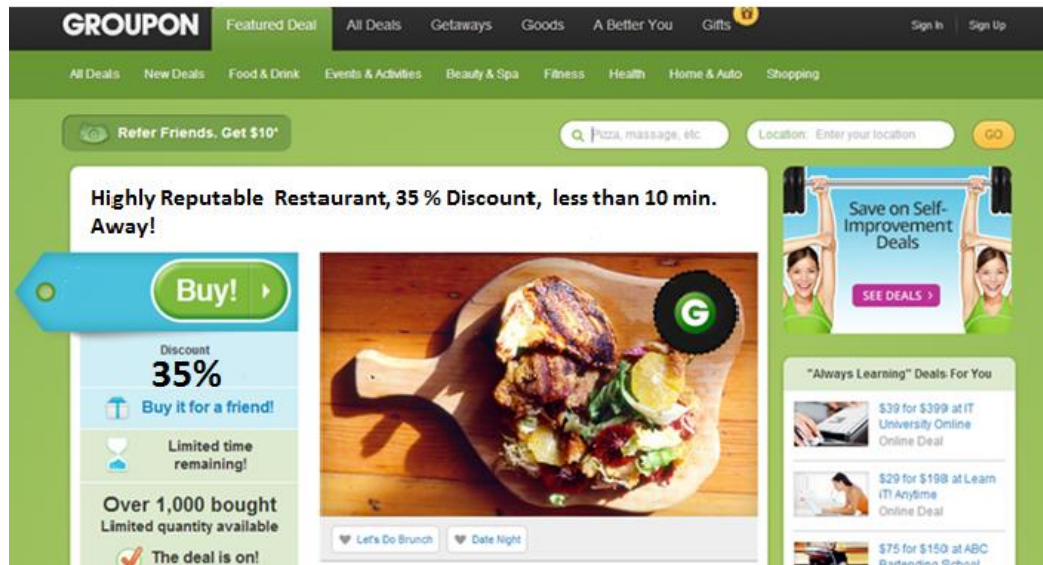 GROUPON
Featured Deal
All Deals
Getaways
Goods
A Better You
Gifts
Sign In
Sign Up
All Deals
New Deals
Food & Drink
Events & Activities
Beauty & Spa
Fitness
Health
Home & Auto
Shopping
Refer Friends. Get $10*
Pizza, massage, etc.
Location: Enter your location
GO
Highly Reputable Restaurant, 35 % Discount, less than 10 min.
Away!
Buy!
Discount
35%
Buy it for a friend!
Limited time
remaining!
Over 1,000 bought
Limited quantity available
The deal is on!
G
Let's Do Brunch
Date Night
Save on Self-
Improvement
Deals
SEE DEALS
"Always Learning" Deals For You
$39 for $399 at IT
University Online
Online Deal
$29 for $198 at Learn
iT! Anytime
Online Deal
$75 for $150 at ABC
Bartending School